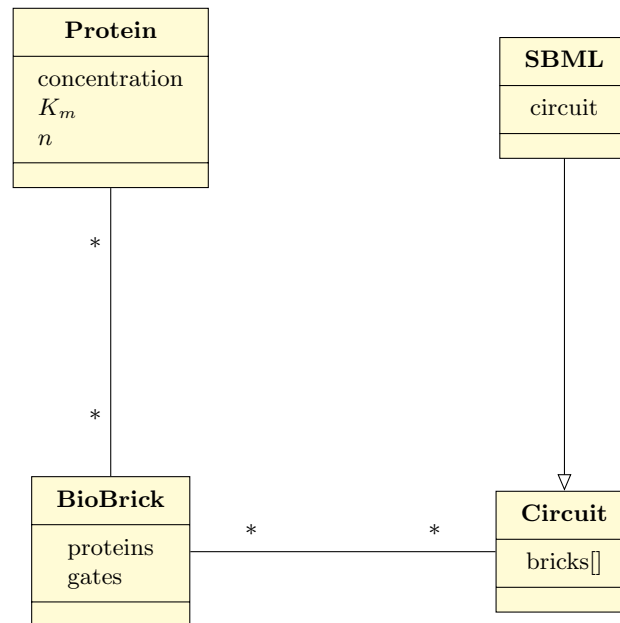 Protein
concentration
K_m
n
SBML
circuit
*
*
BioBrick
proteins
gates
*
*
Circuit
bricks[]